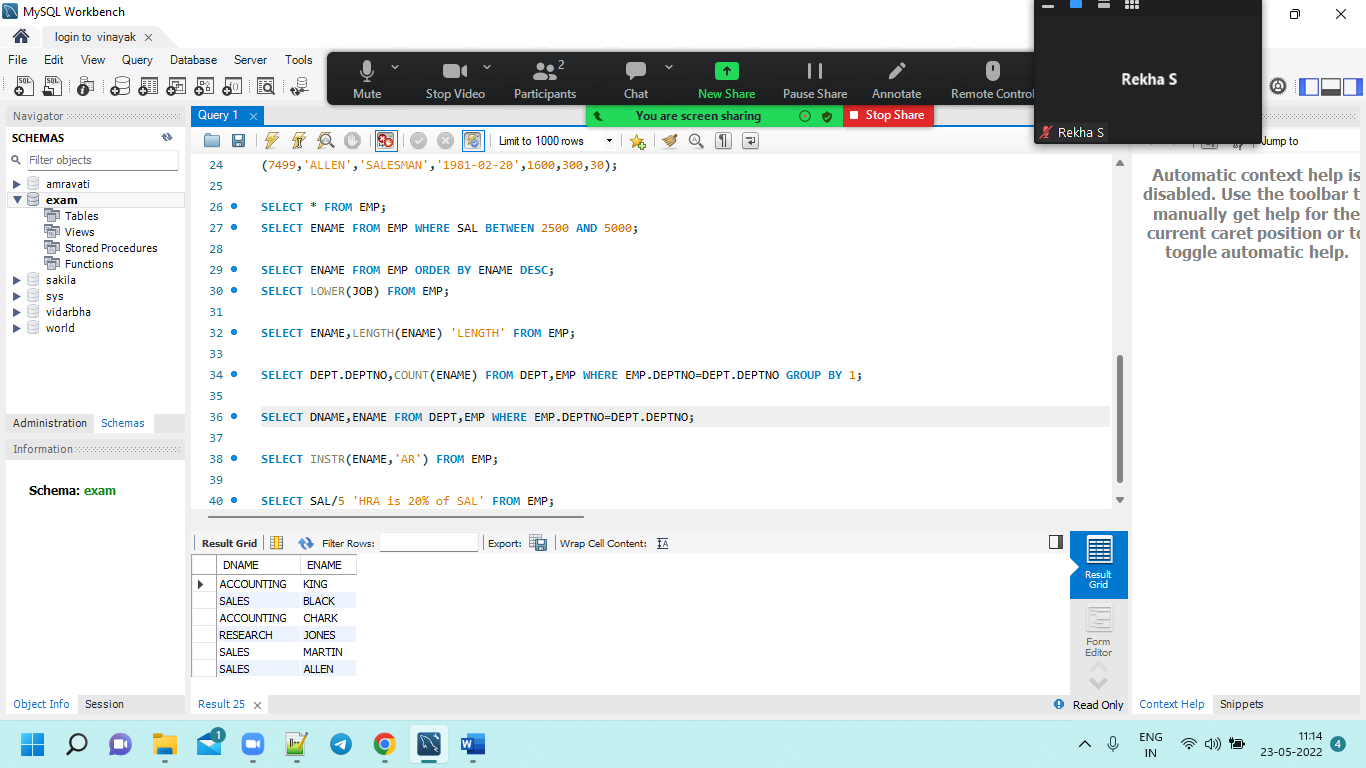 MySQL Workbench
login to vinayak
File Edit View Query Database Server Tools
Mute Stop Video Participants 2 Chat New Share Pause Share Annotate Remote Control
You are screen sharing Stop Share
Rekha S
Rekha S
Navigator
SCHEMAS
Filter objects
amravati
exam
Tables
Views
Stored Procedures
Functions
sakila
sys
vidarbha
world
Administration Schemas
Information
Schema: exam
Object Info Session
Query 1
Limit to 1000 rows
24 (7499,'ALLEN','SALESMAN','1981-02-20',1600,300,30);
25
26 SELECT * FROM EMP;
27 SELECT ENAME FROM EMP WHERE SAL BETWEEN 2500 AND 5000;
28
29 SELECT ENAME FROM EMP ORDER BY ENAME DESC;
30 SELECT LOWER(JOB) FROM EMP;
31
32 SELECT ENAME,LENGTH(ENAME) 'LENGTH' FROM EMP;
33
34 SELECT DEPT.DEPTNO,COUNT(ENAME) FROM DEPT,EMP WHERE EMP.DEPTNO=DEPT.DEPTNO GROUP BY 1;
35
36 SELECT DNAME,ENAME FROM DEPT,EMP WHERE EMP.DEPTNO=DEPT.DEPTNO;
37
38 SELECT INSTR(ENAME,'AR') FROM EMP;
39
40 SELECT SAL/5 'HRA is 20% of SAL' FROM EMP;
Result Grid Filter Rows: Export: Wrap Cell Content:
DNAME ENAME
ACCOUNTING KING
SALES BLACK
ACCOUNTING CHARK
RESEARCH JONES
SALES MARTIN
SALES ALLEN
Result Grid
Form Editor
Result 25
Read Only
Jump to
Automatic context help is
disabled. Use the toolbar t
manually get help for the
current caret position or to
toggle automatic help.
Context Help Snippets
1
ENG
IN
11:14
23-05-2022
4